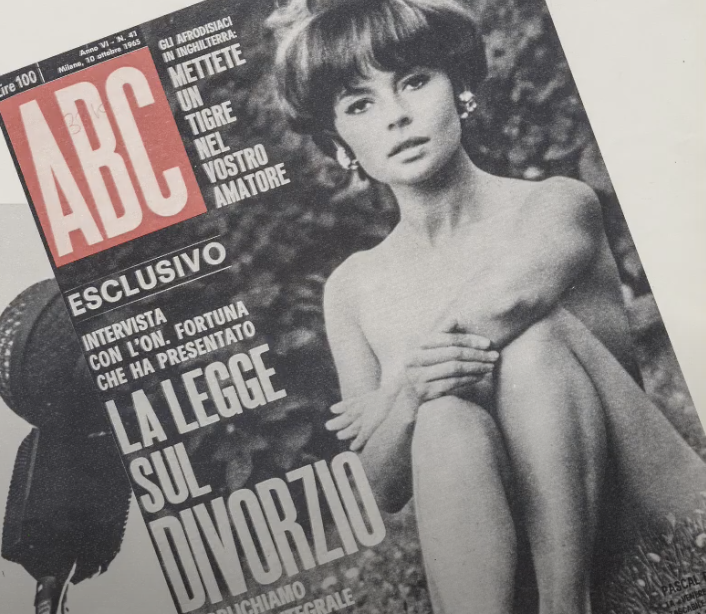 Lire 100
Anno VI - N. 41
Milano, 10 ottobre 1965
ABC
GLI AFRODISIACI
IN INGHILTERRA:
METTETE
UN
TIGRE
NEL
VOSTRO
AMATORE
ESCLUSIVO
INTERVISTA
CON L'ON. FORTUNA
CHE HA PRESENTATO
LA LEGGE
SUL
DIVORZIO
PASCAL